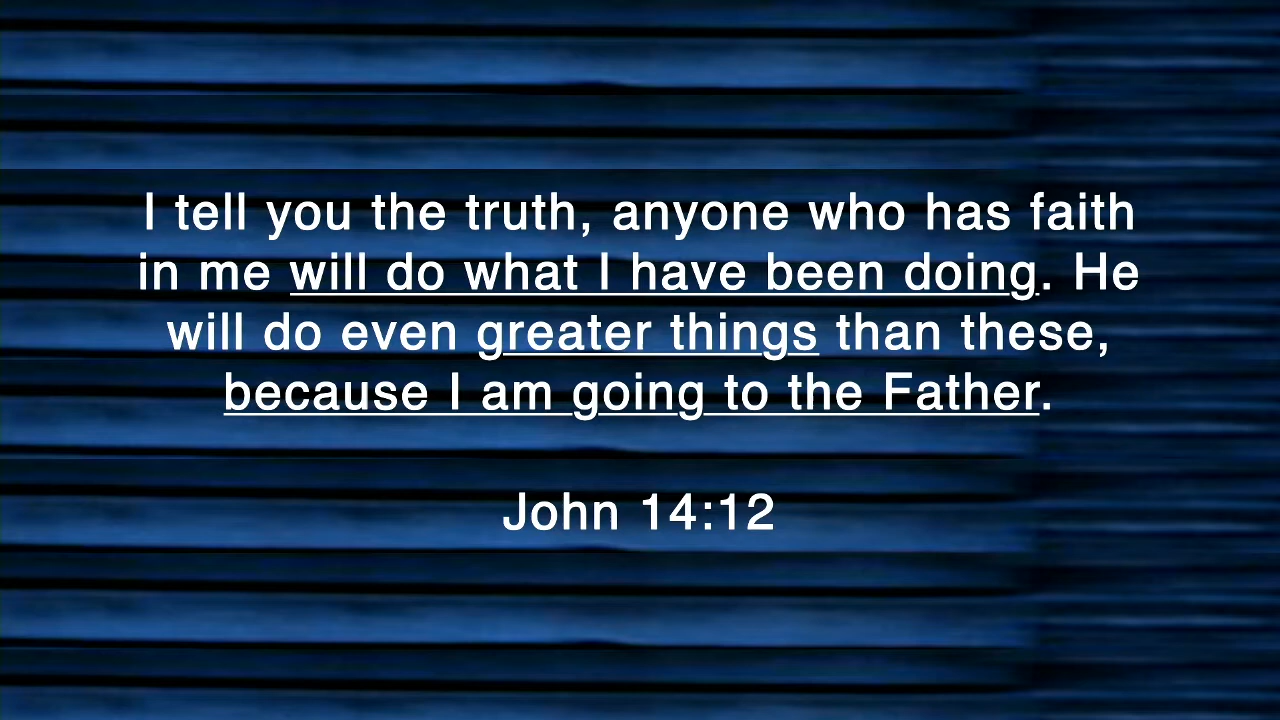 I tell you the truth, anyone who has faith
in me will do what I have been doing. He
will do even greater things than these,
because I am going to the Father.
John 14:12